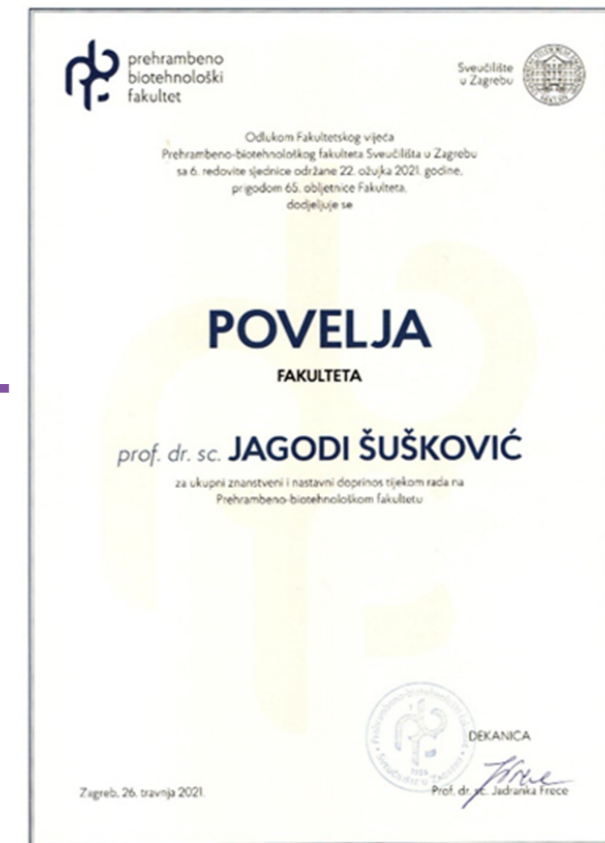 prehrambeno
biotehnološki
fakultet
Sveučilište
u Zagrebu
Odlukom Fakultetskog vijeća
Prehrambeno-biotehnološkog fakulteta Sveučilišta u Zagrebu
sa 6. redovite sjednice održane 22. ožujka 2021. godine,
prigodom 65. obljetnice Fakulteta,
dodjeljuje se
POVELJA
FAKULTETA
prof. dr. sc. JAGODI ŠUŠKOVIĆ
za ukupni znanstveni i nastavni doprinos tijekom rada na
Prehrambeno-biotehnološkom fakultetu
DEKANICA
Zagreb, 26. travnja 2021.
Prof. dr. sc. Jadranka Frece